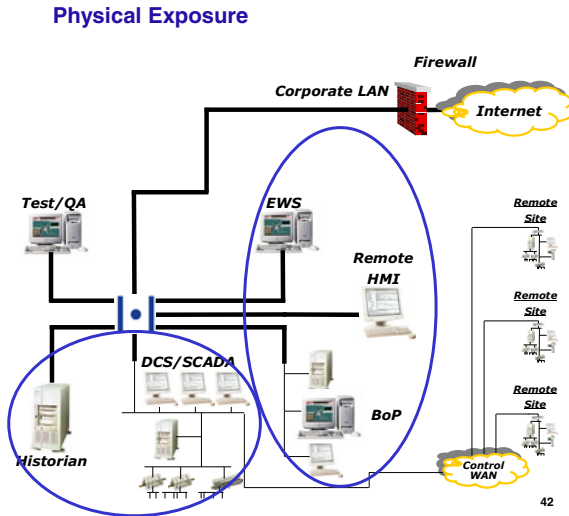 Physical Exposure
Firewall
Corporate LAN
Internet
Test/QA
EWS
Remote
HMI
Remote
Site
Remote
Site
Remote
Site
DCS/SCADA
BoP
Historian
Control
WAN
42